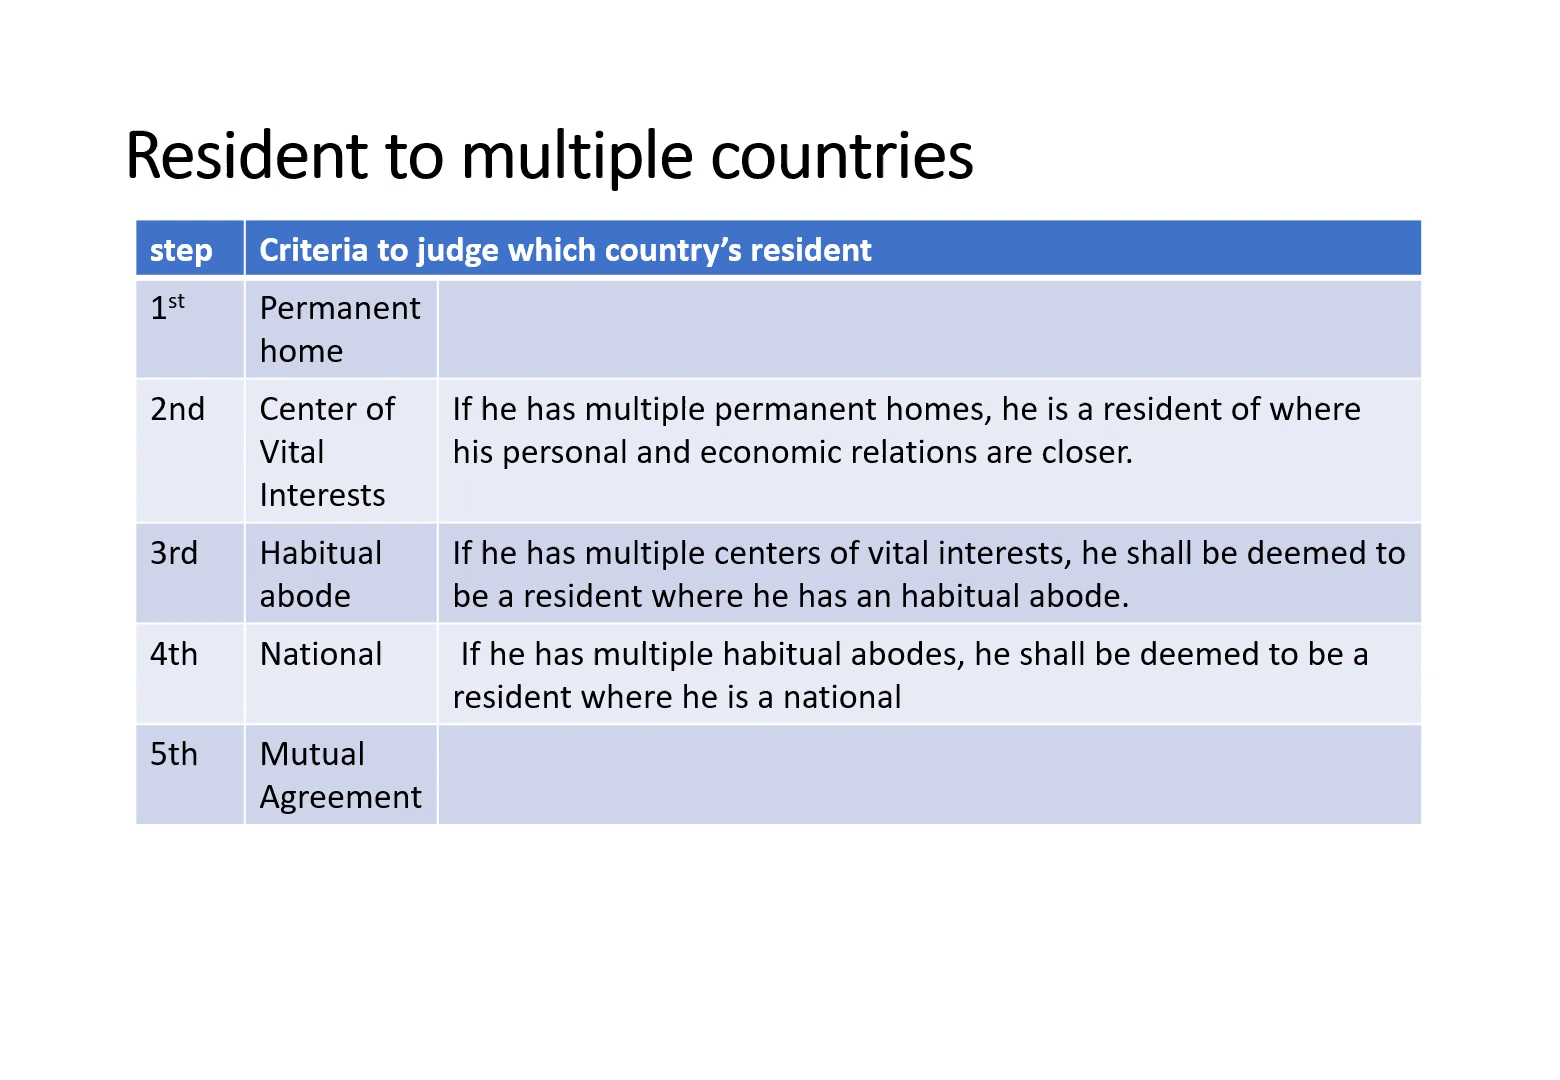 Resident to multiple countries
step Criteria to judge which country’s resident
1st Permanent
home
2nd Center of
Vital
Interests
If he has multiple permanent homes, he is a resident of where
his personal and economic relations are closer.
3rd Habitual
abode
If he has multiple centers of vital interests, he shall be deemed to
be a resident where he has an habitual abode.
4th National
If he has multiple habitual abodes, he shall be deemed to be a
resident where he is a national
5th Mutual
Agreement